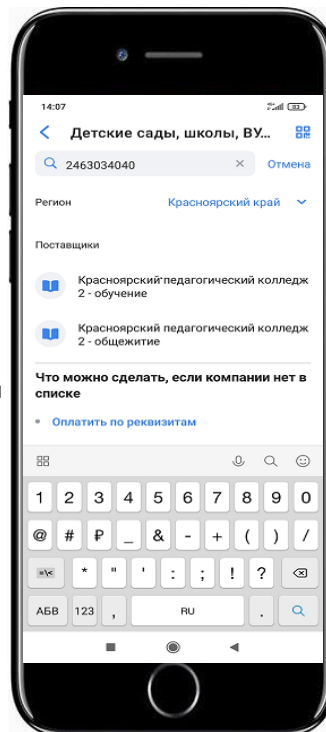 14:07
Детские сады, школы, ВУ...
2463034040 × Отмена
Регион Красноярский край
Поставщики
Красноярский педагогический колледж
2 - обучение
Красноярский педагогический колледж
2 - общежитие
Что можно сделать, если компании нет в
списке
Оплатить по реквизитам
1 2 3 4 5 6 7 8 9 0
@ # ₽ _ & - + ( ) /
=\< * " ' : ; ! ?
АБВ 123 , RU .